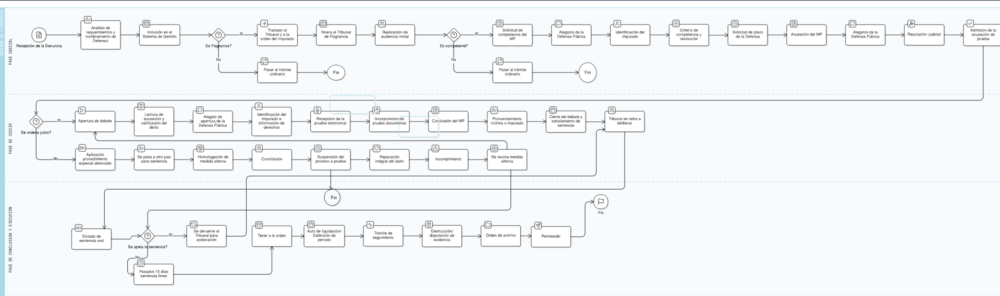 SECCIÓN DE FLAGRANCIA
FASE INICIAL
Recepción de la Denuncia
Análisis de
requerimientos y
nombramiento de
Defensor
Inclusión en el
Sistema de Gestión
Es Flagrancia?
Sí
No
Traslado al
Tribunal y a la
orden del Imputado
Itinera al Tribunal
de Flagrancia
Realización de
audiencia inicial
Pasar al trámite
ordinario
Fin
Es competente?
Sí
No
Solicitud de
competencia del
MP
Alegatos de la
Defensa Pública
Identificación del
imputado
Criterio de
competencia y
resolución
Solicitud de plazo
de la Defensa
Acusación del MP
Alegatos de la
Defensa Pública
Resolución Judicial
Admisión de la
acusación de
prueba
Pasar al trámite
ordinario
Fin
FASE DE JUICIO
Se ordena juicio?
Sí
No
Apertura de debate
Lectura de
acusación y
calificación del
delito
Alegato de
apertura de la
Defensa Pública
Identificación del
imputado e
información de
derechos
Recepción de la
prueba testimonial
Incorporación de
prueba documental
Conclusión del MP
Pronunciamiento
víctima o imputado
Cierre del debate y
señalamiento de
sentencia
Tribunal se retira a
deliberar
Aplicación
procedimiento
especial abreviado
Se pasa a otro juez
para sentencia
Homologación de
medida alterna
Conciliación
Suspensión del
proceso a prueba
Reparación
integral del daño
Incumplimiento
Se revoca medida
alterna
Fin
FASE DE CONCLUSION Y EJECUCION
Dictado de
sentencia oral
Se apela la sentencia?
Sí
No
Se devuelve al
Tribunal para
aceleración
Tener a la orden
Auto de liquidación/
Definición de
periodo
Trámite de
seguimiento
Destrucción/
disposición de
evidencia
Orden de archivo
Remesado
Fin
Pasados 15 días
sentencia firme